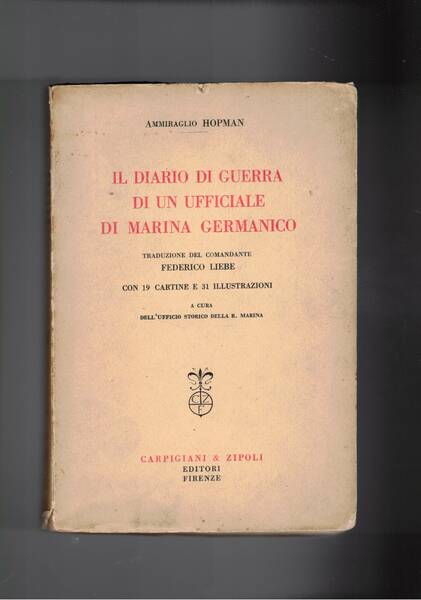 Ammiraglio HOPMAN
IL DIARIO DI GUERRA
DI UN UFFICIALE
DI MARINA GERMANICO
TRADUZIONE DEL COMANDANTE
FEDERICO LIEBE
CON 19 CARTINE E 31 ILLUSTRAZIONI
A CURA
DELL'UFFICIO STORICO DELLA R. MARINA
C Z
F
CARPIGIANI & ZIPOLI
EDITORI
FIRENZE